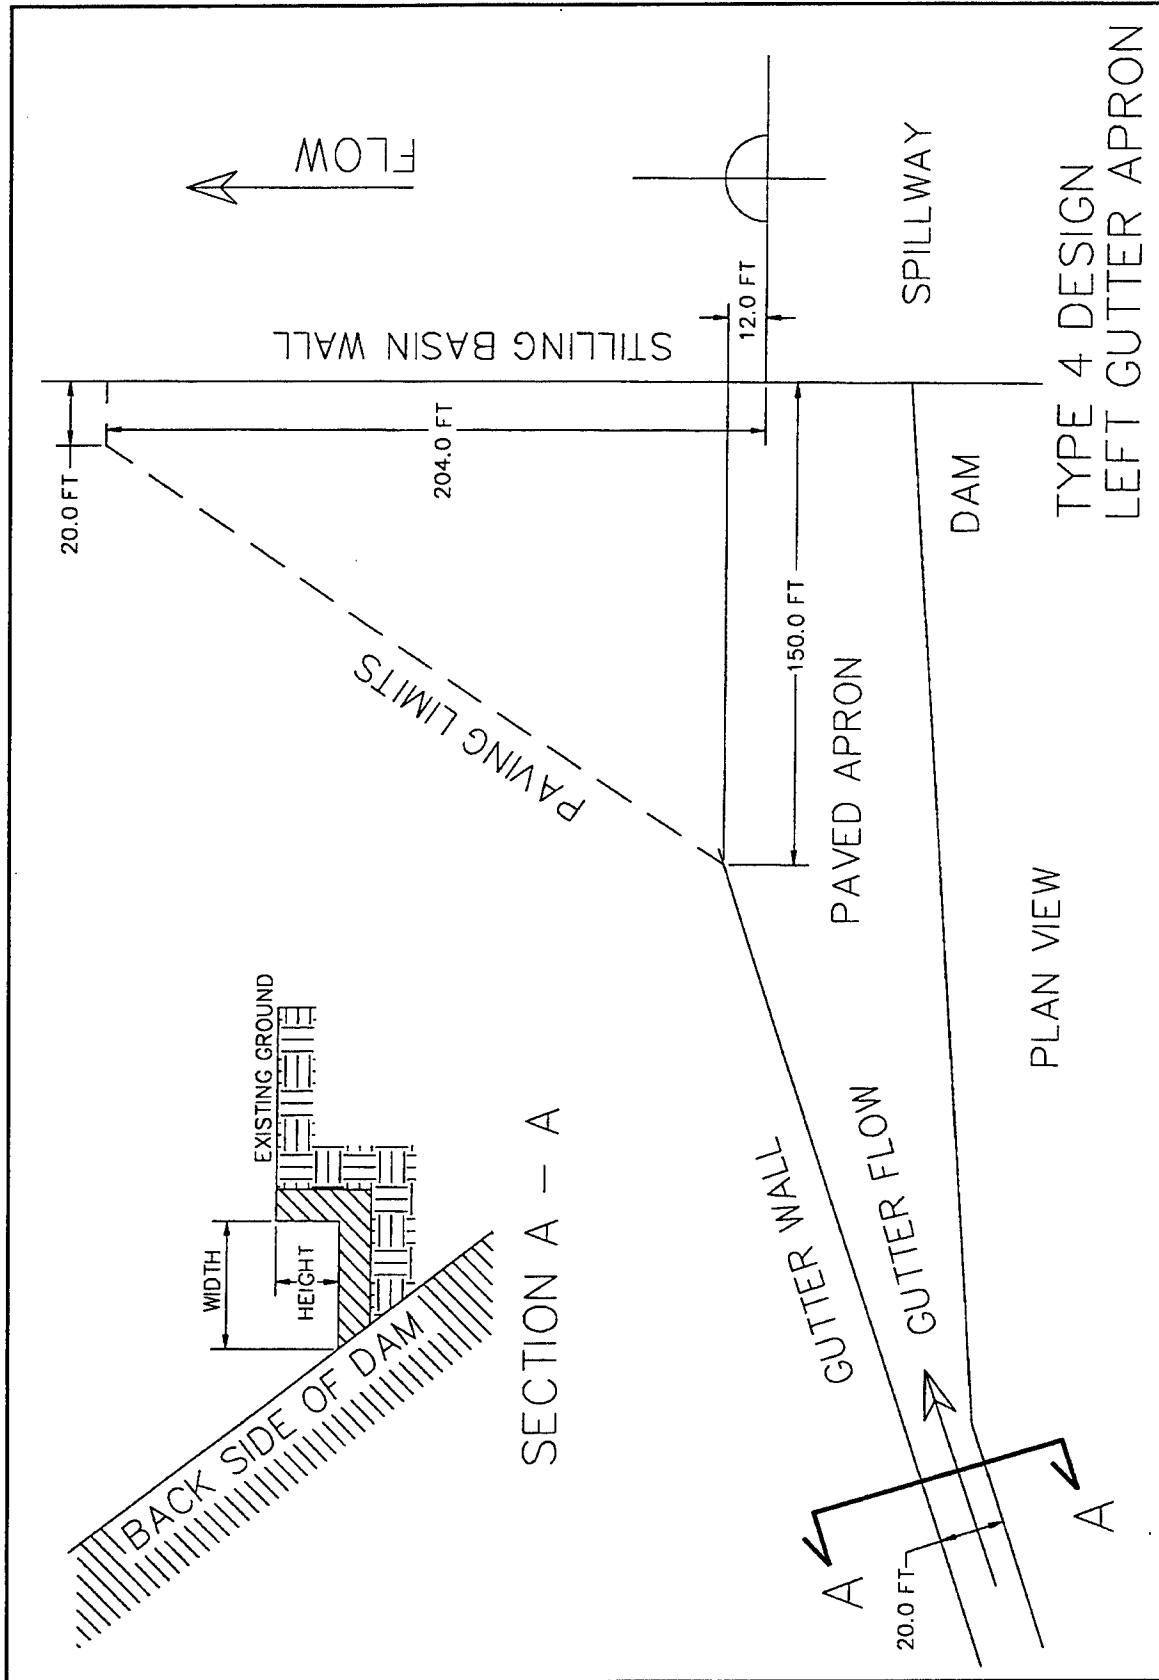 FLOW
20.0 FT
204.0 FT
STILLING BASIN WALL
12.0 FT
SPILLWAY
PAVING LIMITS
150.0 FT
DAM
PAVED APRON
GUTTER WALL
GUTTER FLOW
20.0 FT
A
A
PLAN VIEW
EXISTING GROUND
WIDTH
HEIGHT
BACK SIDE OF DAM
SECTION A - A
TYPE 4 DESIGN
LEFT GUTTER APRON